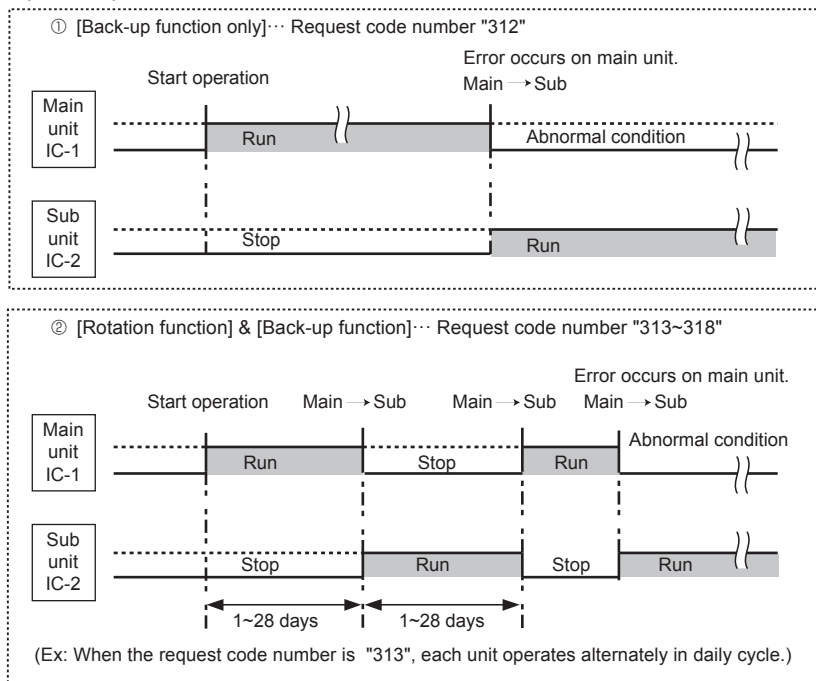 ① [Back-up function only]··· Request code number "312"
Error occurs on main unit.
Start operation
Main → Sub
Main
unit
IC-1
Run
Abnormal condition
Sub
unit
IC-2
Stop
Run
② [Rotation function] & [Back-up function]··· Request code number "313~318"
Error occurs on main unit.
Start operation Main → Sub Main → Sub Main → Sub
Main
unit
IC-1
Run
Stop
Run
Abnormal condition
Sub
unit
IC-2
Stop
Run
Stop
Run
1~28 days 1~28 days
(Ex: When the request code number is "313", each unit operates alternately in daily cycle.)